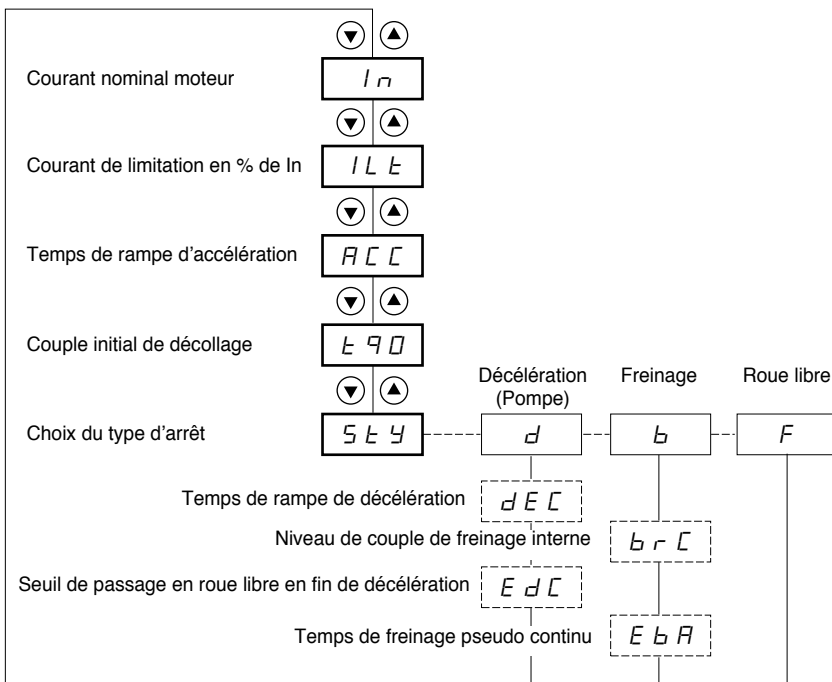 Courant nominal moteur
In
Courant de limitation en % de In
ILt
Temps de rampe d'accélération
ACC
Couple initial de décollage
tq0
Décélération
(Pompe)
Freinage
Roue libre
Choix du type d'arrêt
StY
d
b
F
Temps de rampe de décélération
dEC
Niveau de couple de freinage interne
brC
Seuil de passage en roue libre en fin de décélération
EdC
Temps de freinage pseudo continu
EbA